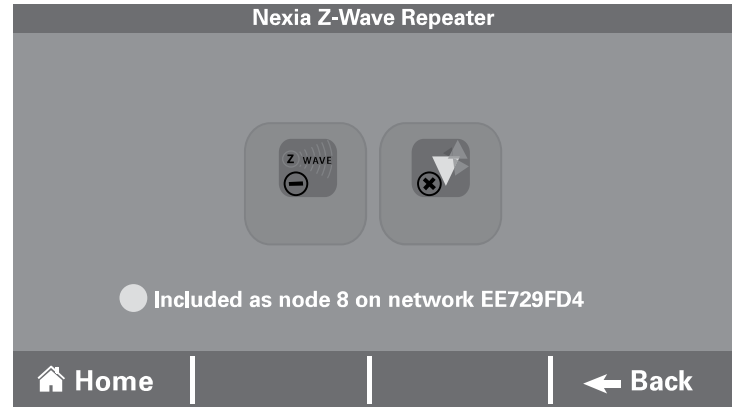 Nexia Z-Wave Repeater
Z WAVE
Included as node 8 on network EE729FD4
Home
Back